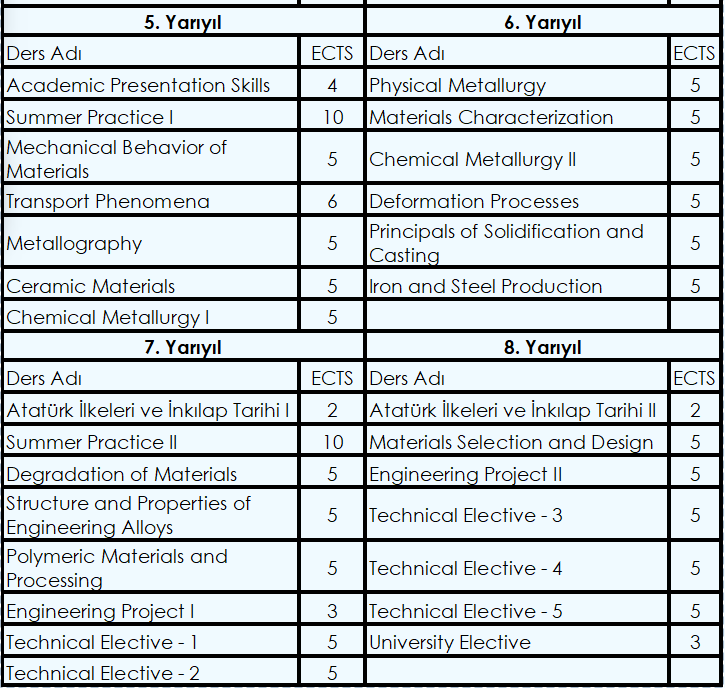 5. Yarıyıl 6. Yarıyıl
Ders Adı ECTS Ders Adı ECTS
Academic Presentation Skills 4 Physical Metallurgy 5
Summer Practice I 10 Materials Characterization 5
Mechanical Behavior of
Materials 5 Chemical Metallurgy II 5
Transport Phenomena 6 Deformation Processes 5
Metallography 5 Principals of Solidification and
Casting 5
Ceramic Materials 5 Iron and Steel Production 5
Chemical Metallurgy I 5
7. Yarıyıl 8. Yarıyıl
Ders Adı ECTS Ders Adı ECTS
Atatürk İlkeleri ve İnkılap Tarihi I 2 Atatürk İlkeleri ve İnkılap Tarihi II 2
Summer Practice II 10 Materials Selection and Design 5
Degradation of Materials 5 Engineering Project II 5
Structure and Properties of
Engineering Alloys 5 Technical Elective - 3 5
Polymeric Materials and
Processing 5 Technical Elective - 4 5
Engineering Project I 3 Technical Elective - 5 5
Technical Elective - 1 5 University Elective 3
Technical Elective - 2 5